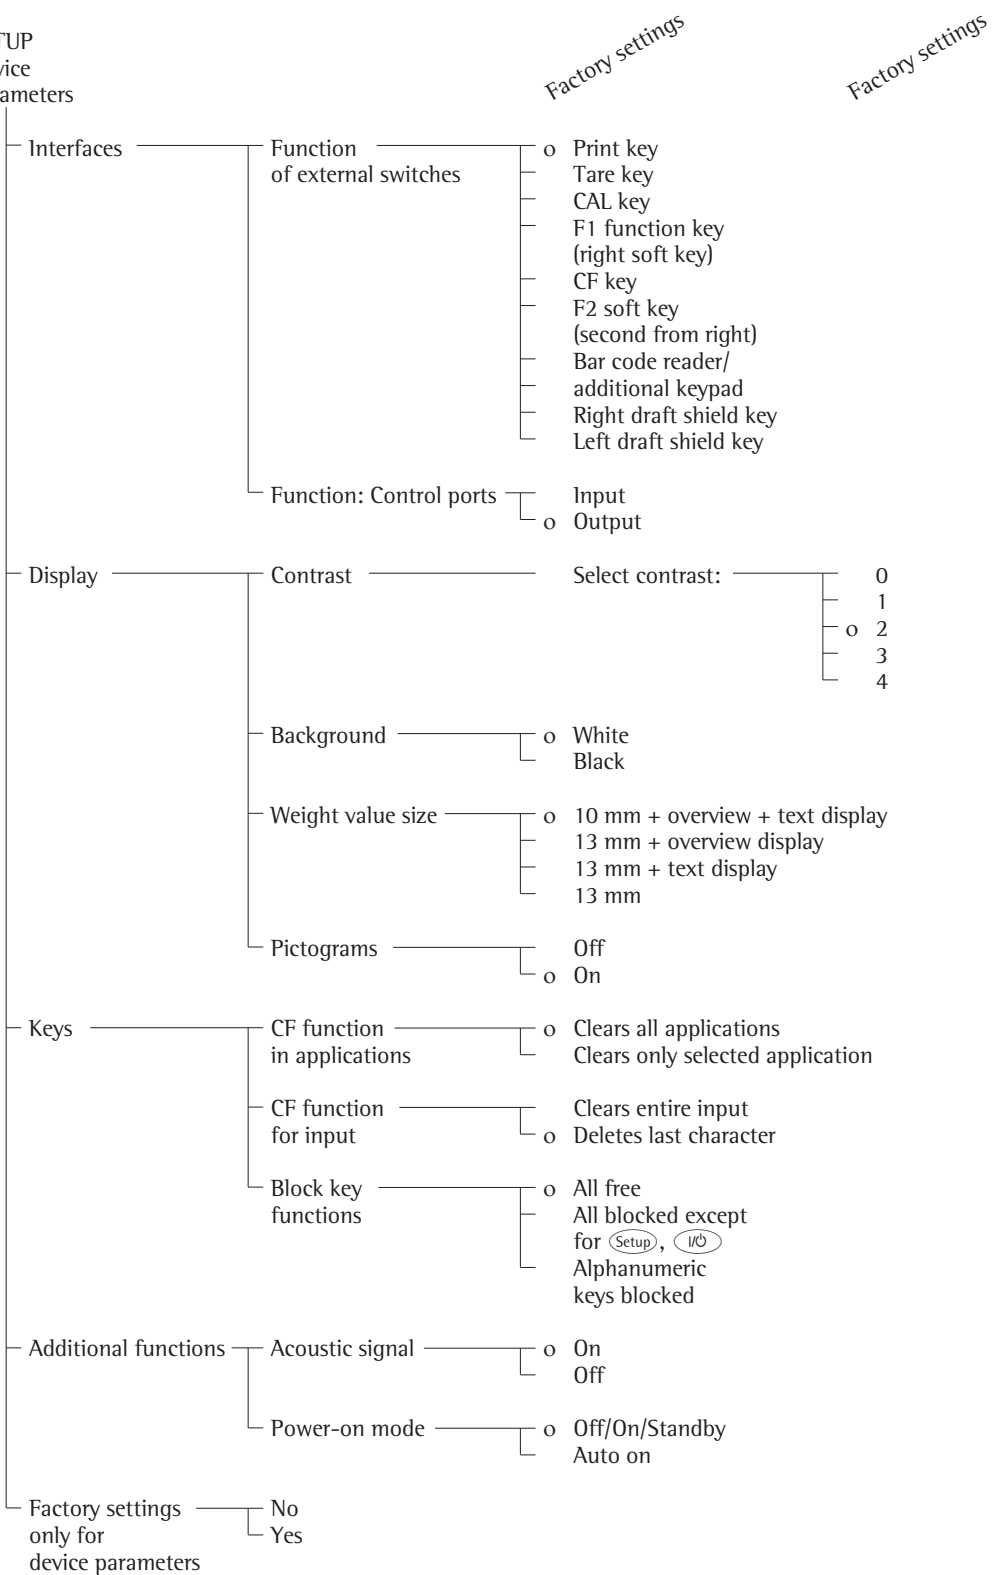 TUP
vice
ameters
Factory settings
Factory settings
Interfaces
Function
of external switches
o Print key
Tare key
CAL key
F1 function key
(right soft key)
CF key
F2 soft key
(second from right)
Bar code reader/
additional keypad
Right draft shield key
Left draft shield key
Function: Control ports
Input
o Output
Display
Contrast
Select contrast:
0
1
o 2
3
4
Background
o White
Black
Weight value size
o 10 mm + overview + text display
13 mm + overview display
13 mm + text display
13 mm
Pictograms
Off
o On
Keys
CF function
in applications
o Clears all applications
Clears only selected application
CF function
for input
Clears entire input
o Deletes last character
Block key
functions
o All free
All blocked except
for Setup, I/⏻
Alphanumeric
keys blocked
Additional functions
Acoustic signal
o On
Off
Power-on mode
o Off/On/Standby
Auto on
Factory settings
only for
device parameters
No
Yes